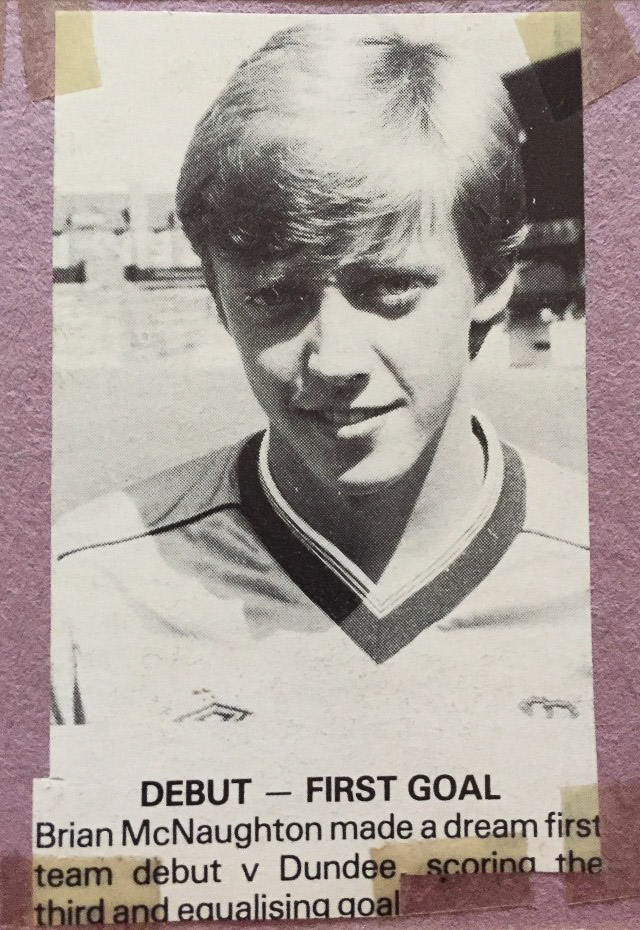 DEBUT — FIRST GOAL
Brian McNaughton made a dream first
team debut v Dundee, scoring the
third and equalising goal